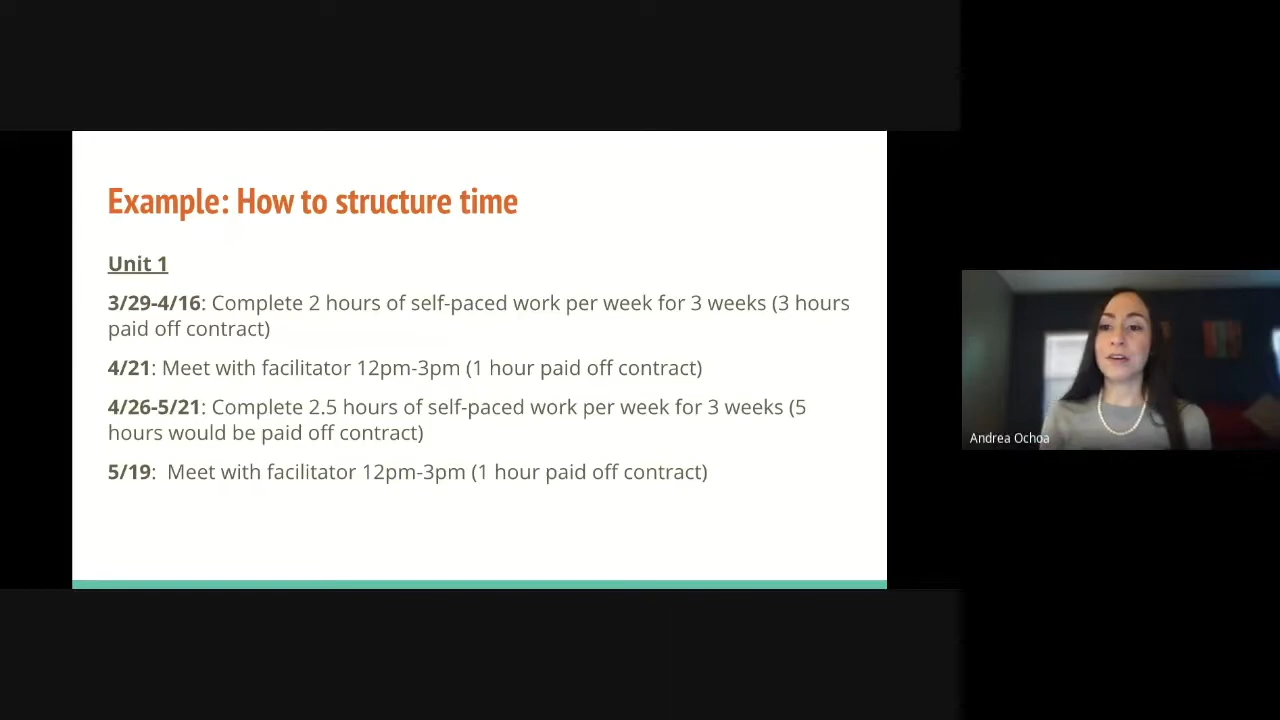 Example: How to structure time
Unit 1
3/29-4/16: Complete 2 hours of self-paced work per week for 3 weeks (3 hours
paid off contract)
4/21: Meet with facilitator 12pm-3pm (1 hour paid off contract)
4/26-5/21: Complete 2.5 hours of self-paced work per week for 3 weeks (5
hours would be paid off contract)
5/19:  Meet with facilitator 12pm-3pm (1 hour paid off contract)
Andrea Ochoa